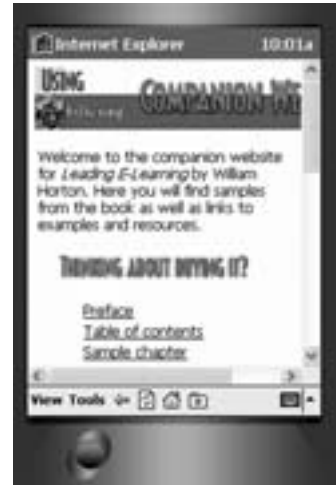 Internet Explorer 10:01a
USING
COMPANION WE
Welcome to the companion website
for Leading E-Learning by William
Horton. Here you will find samples
from the book as well as links to
examples and resources.
THINKING ABOUT BUYING IT?
Preface
Table of contents
Sample chapter
View Tools